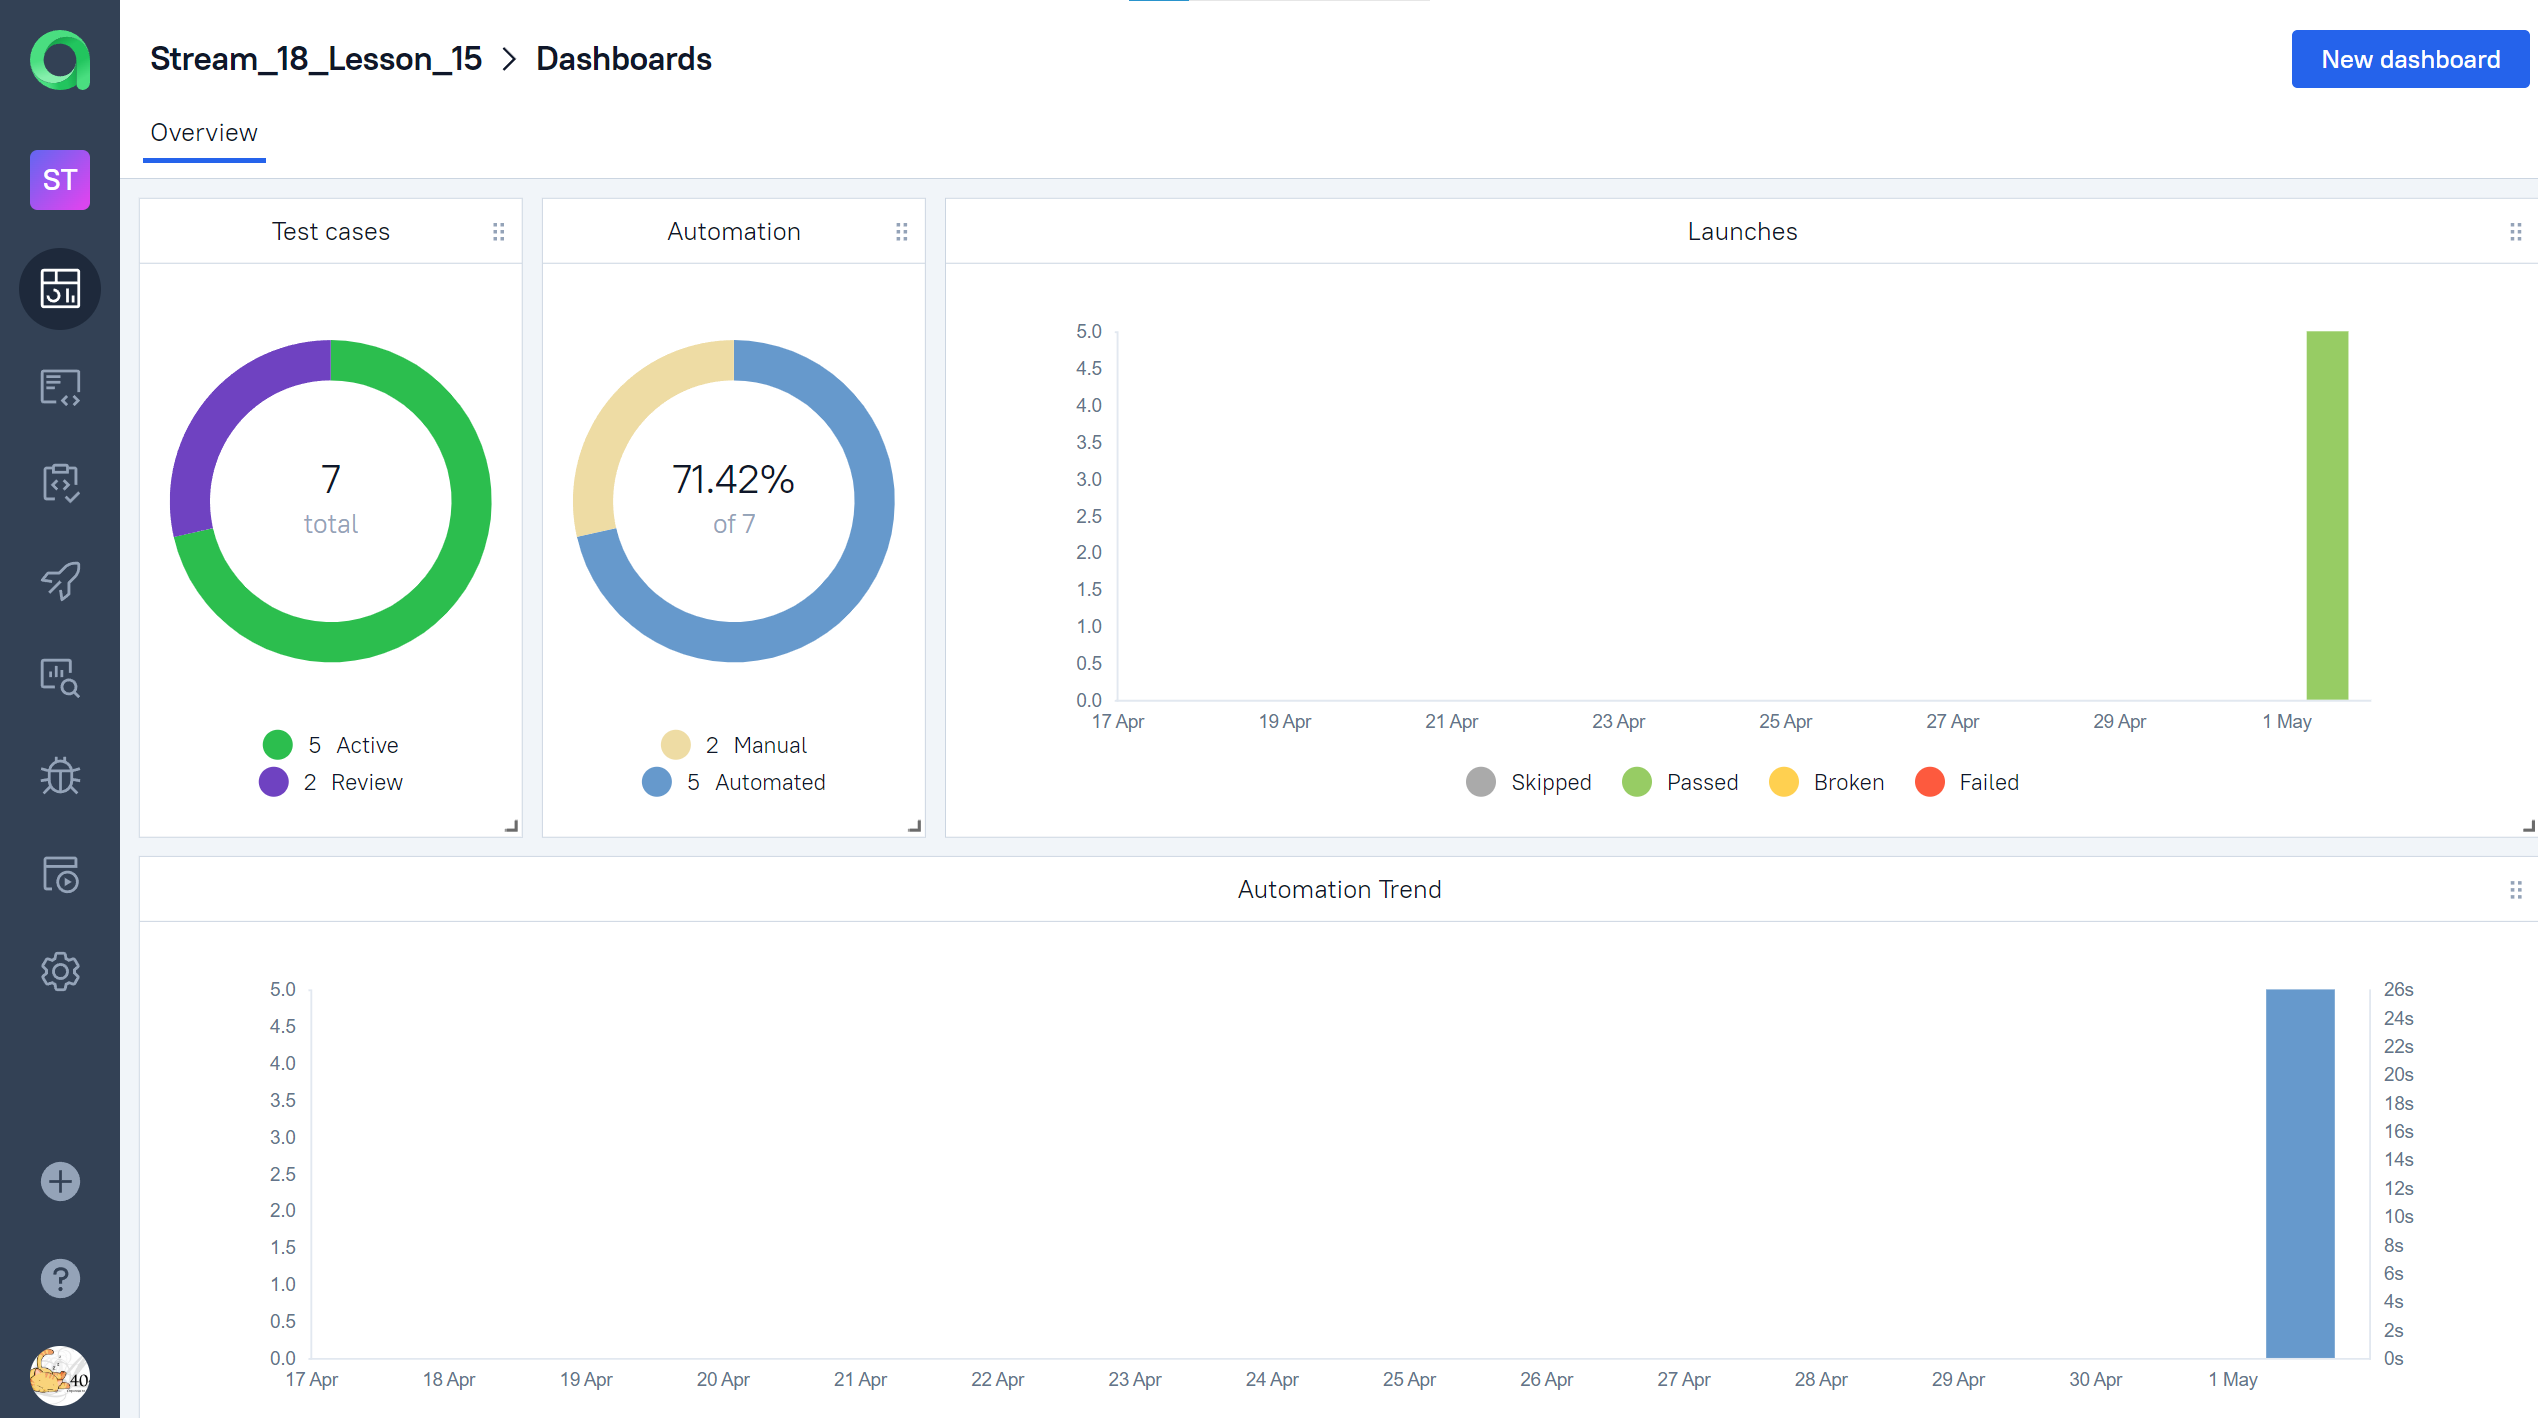 Stream_18_Lesson_15 > Dashboards
New dashboard
Overview
ST
Test cases
7
total
5 Active
2 Review
Automation
71.42%
of 7
2 Manual
5 Automated
Launches
5.0
4.5
4.0
3.5
3.0
2.5
2.0
1.5
1.0
0.5
0.0
17 Apr 19 Apr 21 Apr 23 Apr 25 Apr 27 Apr 29 Apr 1 May
Skipped Passed Broken Failed
Automation Trend
5.0
4.5
4.0
3.5
3.0
2.5
2.0
1.5
1.0
0.5
0.0
26s
24s
22s
20s
18s
16s
14s
12s
10s
8s
6s
4s
2s
0s
17 Apr 18 Apr 19 Apr 20 Apr 21 Apr 22 Apr 23 Apr 24 Apr 25 Apr 26 Apr 27 Apr 28 Apr 29 Apr 30 Apr 1 May
?
40